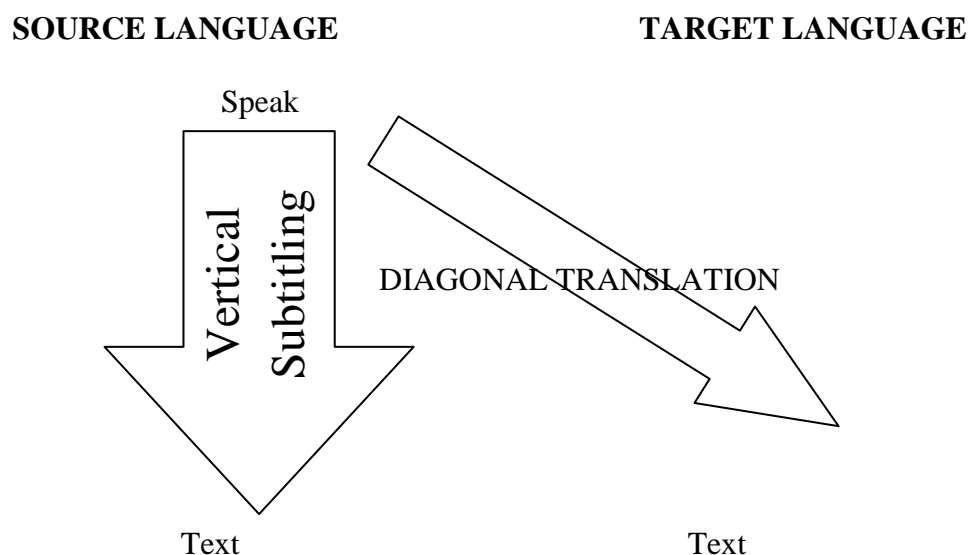 SOURCE LANGUAGE
TARGET LANGUAGE
Speak
Vertical
Subtitling
DIAGONAL TRANSLATION
Text
Text